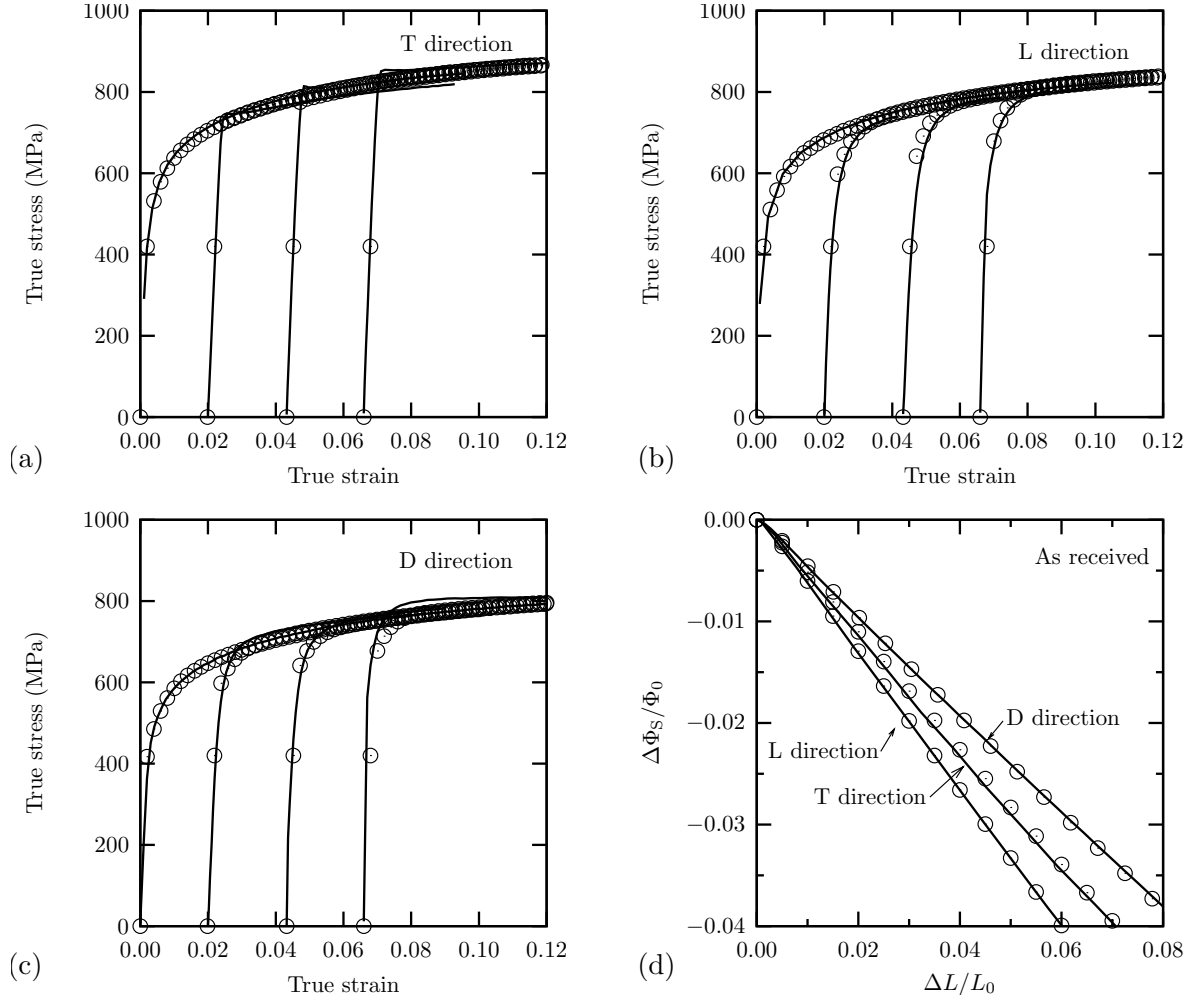 1000
800
600
400
200
0
True stress (MPa)
T direction
0.00 0.02 0.04 0.06 0.08 0.10 0.12
True strain
(a)
1000
800
600
400
200
0
True stress (MPa)
L direction
0.00 0.02 0.04 0.06 0.08 0.10 0.12
True strain
(b)
1000
800
600
400
200
0
True stress (MPa)
D direction
0.00 0.02 0.04 0.06 0.08 0.10 0.12
True strain
(c)
0.00
−0.01
−0.02
−0.03
−0.04
ΔΦS/Φ0
As received
D direction
L direction
T direction
0.00 0.02 0.04 0.06 0.08
ΔL/L0
(d)